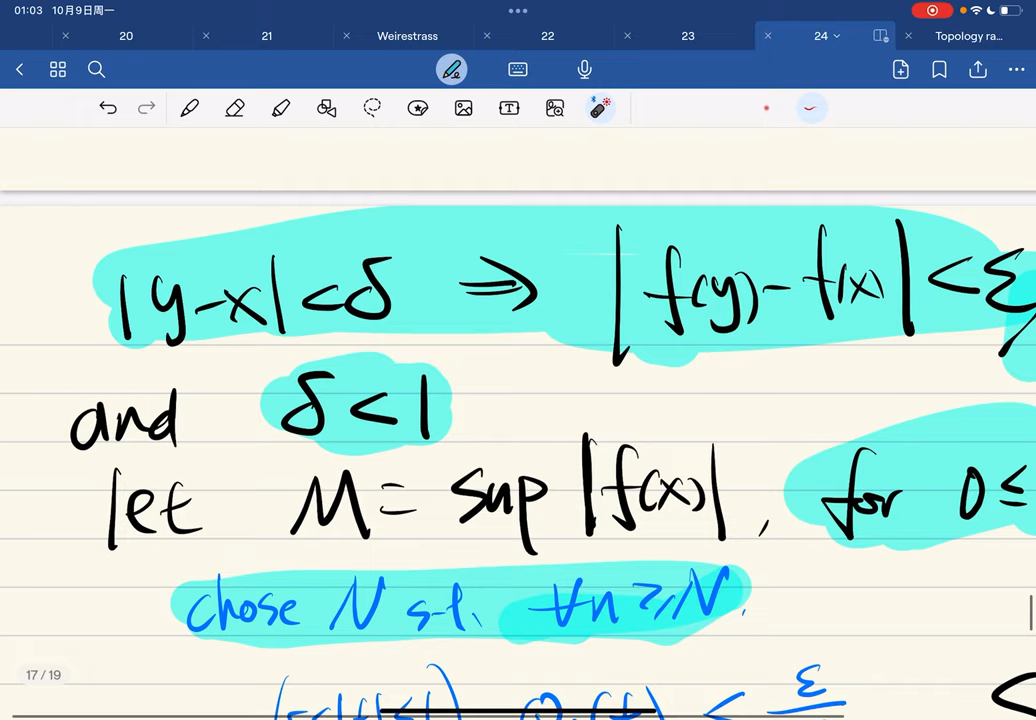 01:03 10月9日周一
20 21 Weirestrass 22 23 24 Topology ra...
|y-x|<δ ⇒ |f(y)-f(x)|<ε
and δ<1
let M= sup |f(x)|, for 0≤
chose N s.t. ∀n≥N.
17 / 19
< ε